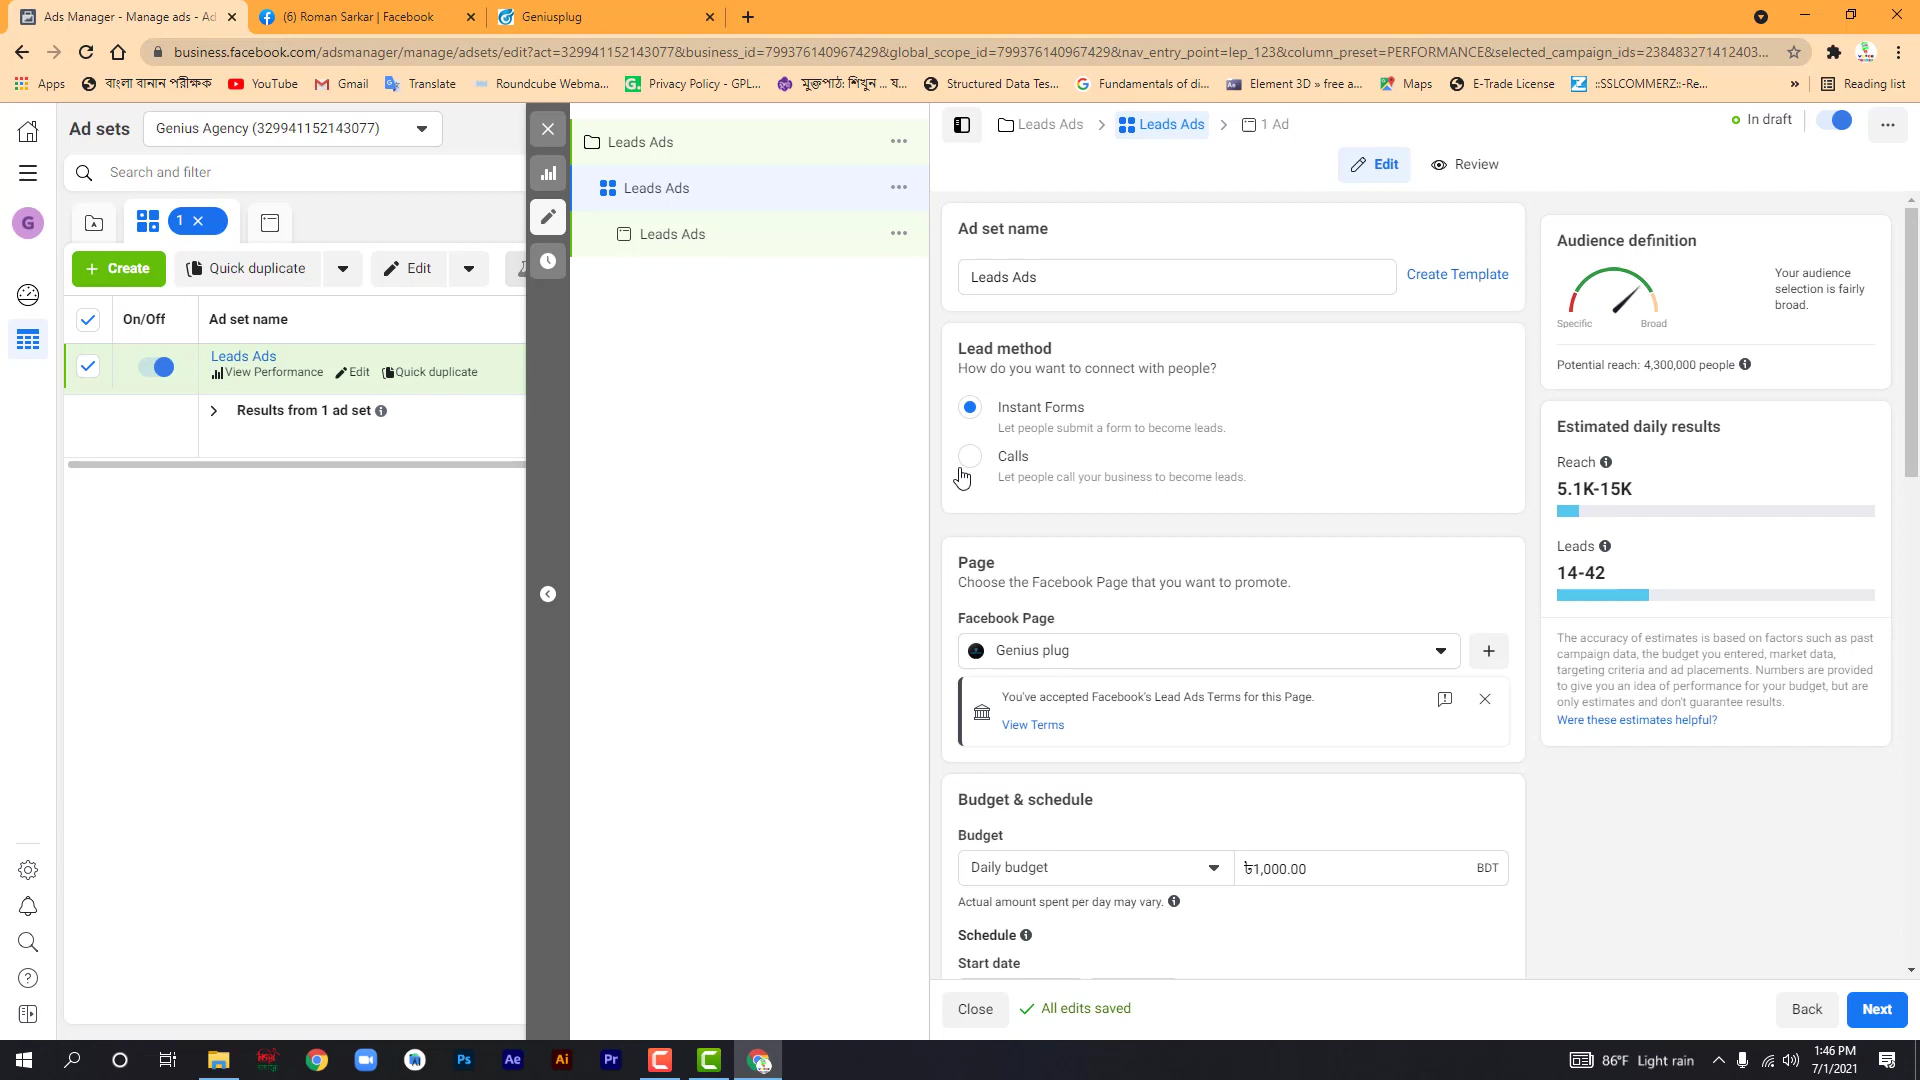 Ads Manager - Manage ads - Ad
(6) Roman Sarkar | Facebook
Geniusplug
business.facebook.com/adsmanager/manage/adsets/edit?act=329941152143077&business_id=799376140967429&global_scope_id=799376140967429&nav_entry_point=lep_123&column_preset=PERFORMANCE&selected_campaign_ids=238483271412403...
Apps
বাংলা বানান পরীক্ষক
YouTube
Gmail
Translate
Roundcube Webma...
Privacy Policy - GPL...
মুক্তপাঠ: শিখুন ... য...
Structured Data Tes...
Fundamentals of di...
Element 3D » free a...
Maps
E-Trade License
::SSLCOMMERZ::-Re...
»
Reading list
Ad sets
Genius Agency (329941152143077)
Search and filter
G
1
+ Create
Quick duplicate
Edit
On/Off
Ad set name
Leads Ads
View Performance
Edit
Quick duplicate
Results from 1 ad set
Leads Ads
Leads Ads
Leads Ads
Leads Ads
Leads Ads
1 Ad
In draft
Edit
Review
Ad set name
Leads Ads
Create Template
Lead method
How do you want to connect with people?
Instant Forms
Let people submit a form to become leads.
Calls
Let people call your business to become leads.
Page
Choose the Facebook Page that you want to promote.
Facebook Page
Genius plug
You've accepted Facebook's Lead Ads Terms for this Page.
View Terms
Budget & schedule
Budget
Daily budget
৳1,000.00
BDT
Actual amount spent per day may vary.
Schedule
Start date
Close
All edits saved
Back
Next
Audience definition
Specific
Broad
Your audience
selection is fairly
broad.
Potential reach: 4,300,000 people
Estimated daily results
Reach
5.1K-15K
Leads
14-42
The accuracy of estimates is based on factors such as past
campaign data, the budget you entered, market data,
targeting criteria and ad placements. Numbers are provided
to give you an idea of performance for your budget, but are
only estimates and don't guarantee results.
Were these estimates helpful?
Ps
Ae
Ai
Pr
86°F Light rain
1:46 PM
7/1/2021